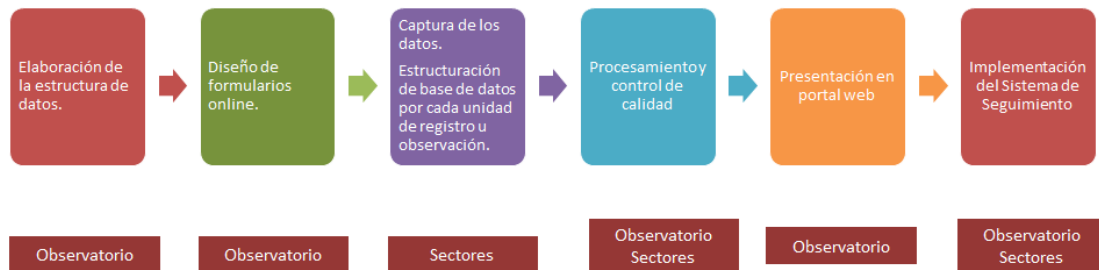 Elaboración de
la estructura de
datos.
Diseño de
formularios
online.
Captura de los
datos.
Estructuración
de base de datos
por cada unidad
de registro u
observación.
Procesamiento y
control de
calidad
Presentación en
portal web
Implementación
del Sistema de
Seguimiento
Observatorio
Observatorio
Sectores
Observatorio
Sectores
Observatorio
Observatorio
Sectores